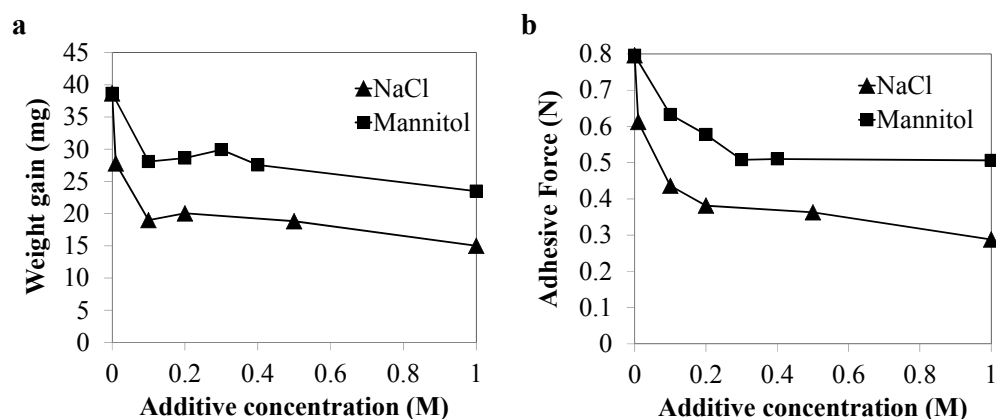 a
45
40
35
30
25
20
15
10
5
0
0 0.2 0.4 0.6 0.8 1
Weight gain (mg)
Additive concentration (M)
NaCl
Mannitol
b
0.8
0.7
0.6
0.5
0.4
0.3
0.2
0.1
0
0 0.2 0.4 0.6 0.8 1
Adhesive Force (N)
Additive concentration (M)
NaCl
Mannitol